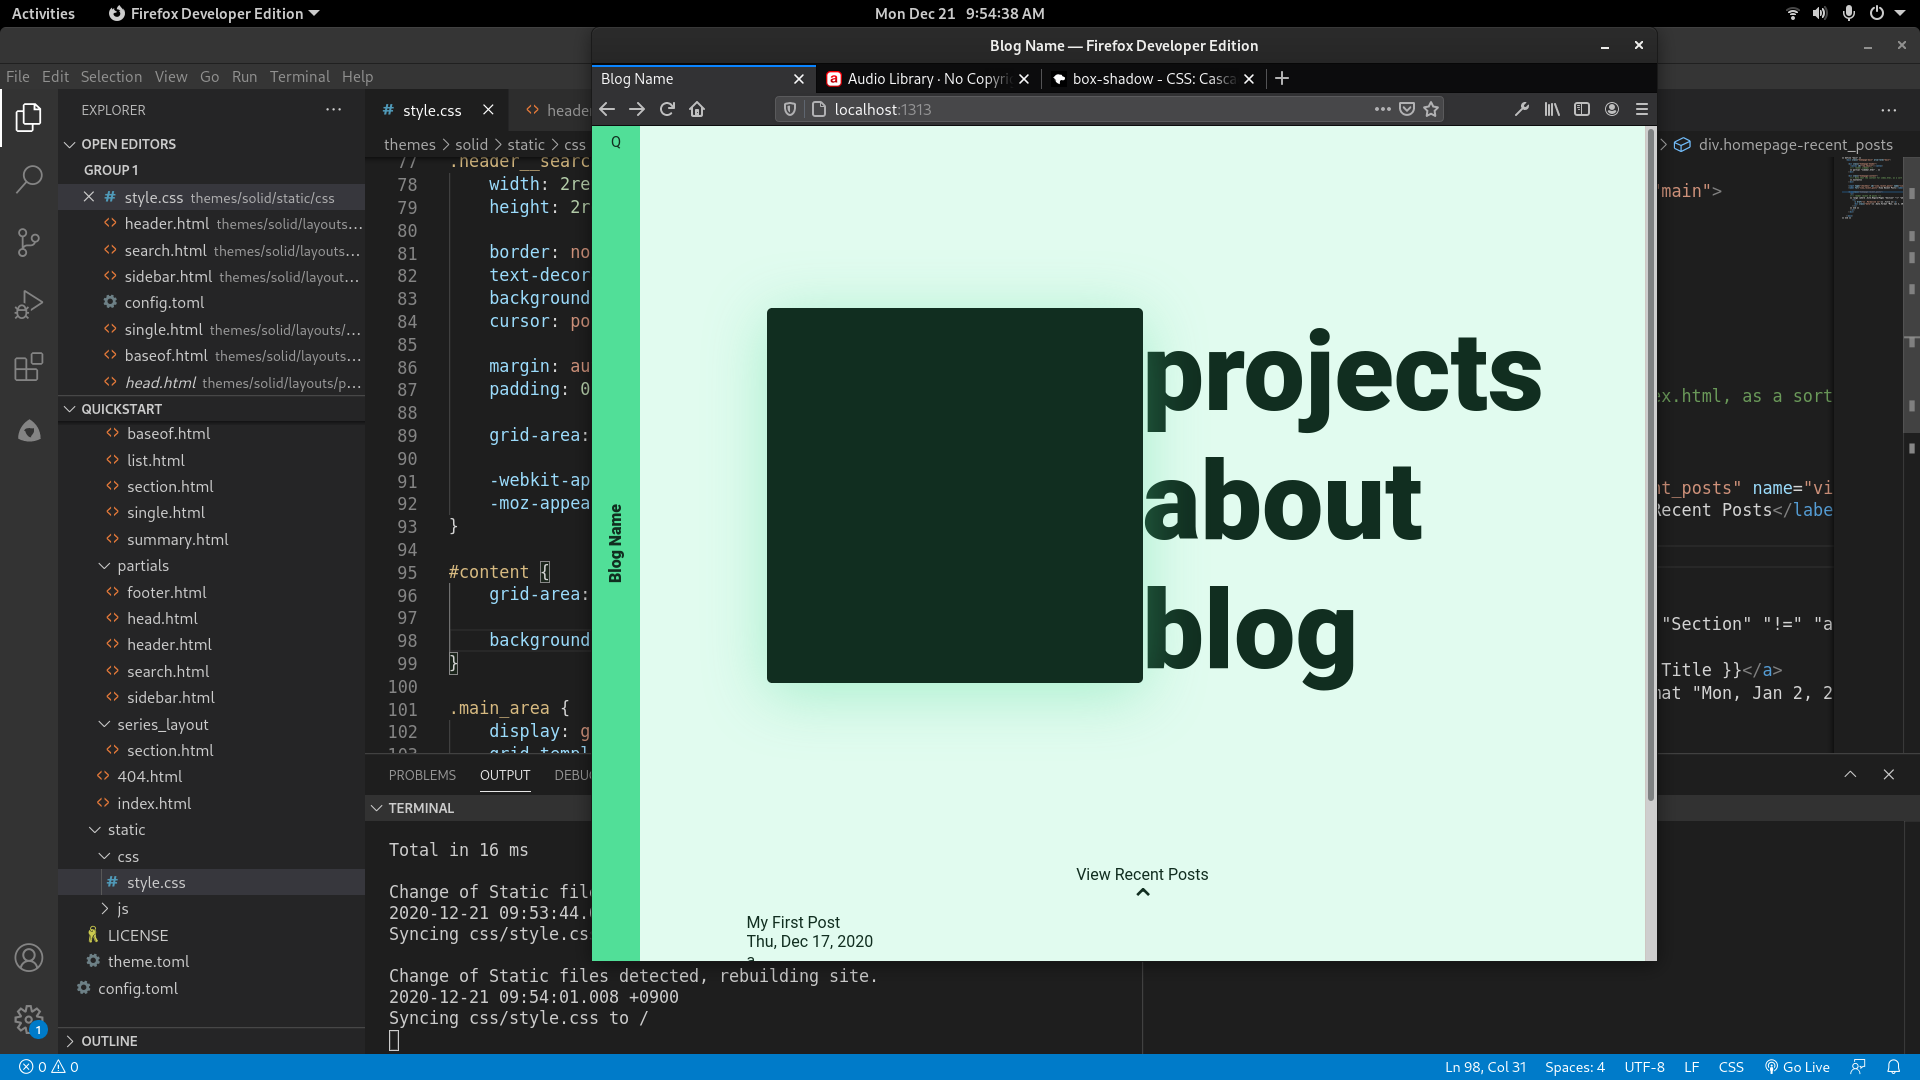 Activities
Firefox Developer Edition
Mon Dec 21 9:54:38 AM
Blog Name — Firefox Developer Edition
File Edit Selection View Go Run Terminal Help
Blog Name
Audio Library · No Copyri
box-shadow - CSS: Casca
localhost:1313
EXPLORER
OPEN EDITORS
GROUP 1
style.css themes/solid/static/css
header.html themes/solid/layouts...
search.html themes/solid/layouts...
sidebar.html themes/solid/layout...
config.toml
single.html themes/solid/layouts/...
baseof.html themes/solid/layouts...
head.html themes/solid/layouts/p...
QUICKSTART
baseof.html
list.html
section.html
single.html
summary.html
partials
footer.html
head.html
header.html
search.html
sidebar.html
series_layout
section.html
404.html
index.html
static
css
style.css
js
LICENSE
theme.toml
config.toml
OUTLINE
style.css
heade
themes > solid > static > css
77 .header__searc
78 width: 2re
79 height: 2r
80
81 border: no
82 text-decor
83 background
84 cursor: po
85
86 margin: au
87 padding: 0
88
89 grid-area:
90
91 -webkit-ap
92 -moz-appea
93 }
94
95 #content {
96 grid-area:
97
98 background
99 }
100
101 .main_area {
102 display: g
103 grid-templ
PROBLEMS OUTPUT DEBU
TERMINAL
Total in 16 ms
Change of Static file
2020-12-21 09:53:44.
Syncing css/style.cs
Change of Static files detected, rebuilding site.
2020-12-21 09:54:01.008 +0900
Syncing css/style.css to /
Q
Blog Name
projects
about
blog
View Recent Posts
My First Post
Thu, Dec 17, 2020
div.homepage-recent_posts
"main">
ex.html, as a sort
nt_posts" name="vi
Recent Posts</labe
"Section" "!=" "a
Title }}</a>
mat "Mon, Jan 2, 2
1
0 0
Ln 98, Col 31 Spaces: 4 UTF-8 LF CSS Go Live